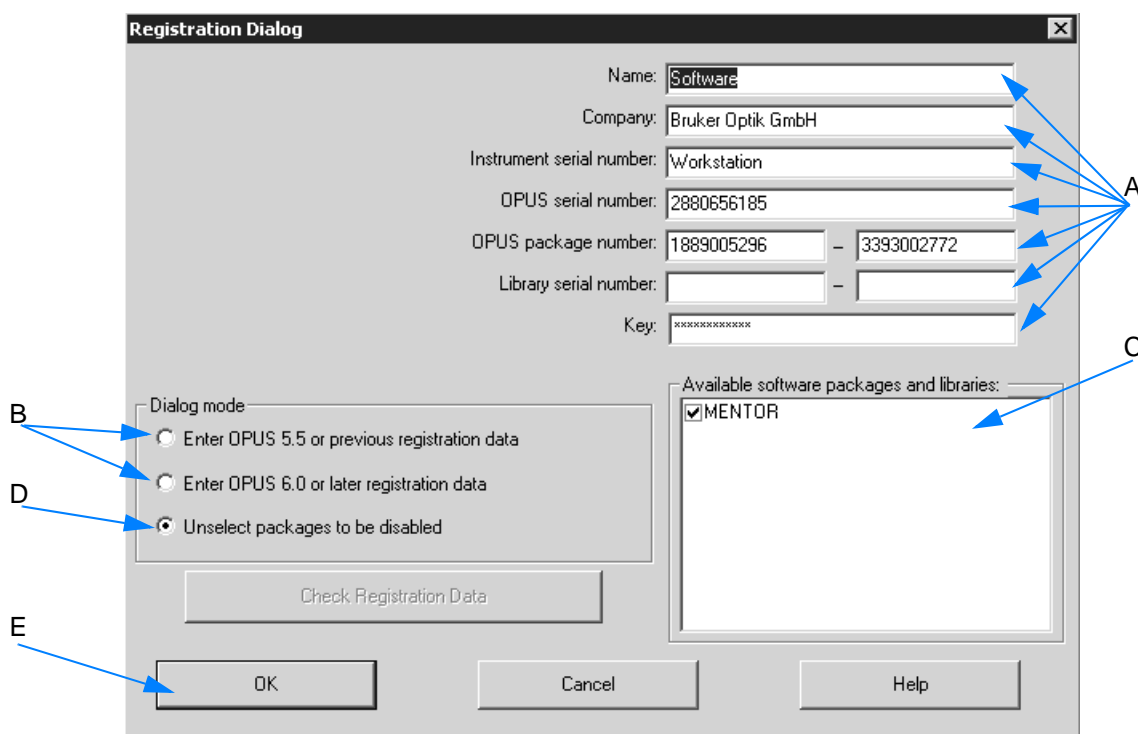 Registration Dialog
Name: Software
Company: Bruker Optik GmbH
Instrument serial number: Workstation
OPUS serial number: 2880656185
A
OPUS package number: 1889005296 – 3393002772
Library serial number: –
Key: ************
C
Available software packages and libraries:
MENTOR
Dialog mode
B
Enter OPUS 5.5 or previous registration data
Enter OPUS 6.0 or later registration data
D
Unselect packages to be disabled
Check Registration Data
E
OK Cancel Help